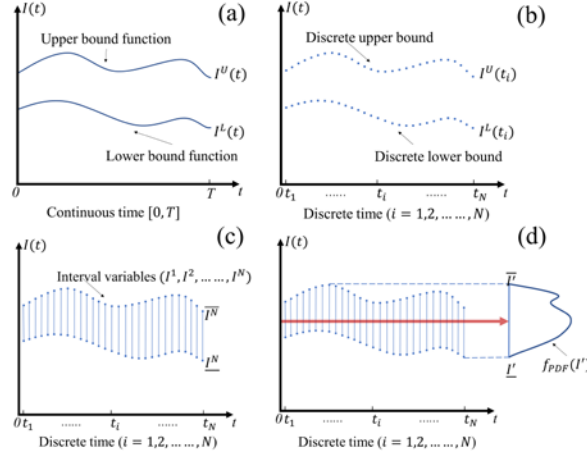 I(t)
(a)
Upper bound function
I^U(t)
I^L(t)
Lower bound function
0
T
t
Continuous time [0, T]
I(t)
(b)
Discrete upper bound
I^U(t_i)
I^L(t_i)
Discrete lower bound
0 t_1 ...... t_i ...... t_N t
Discrete time (i = 1,2, ... ..., N)
I(t)
(c)
Interval variables (I^1, I^2, ... ..., I^N)
\overline{I^N}
\underline{I^N}
0 t_1 ...... t_i ...... t_N t
Discrete time (i = 1,2, ... ..., N)
I(t)
(d)
\overline{I'}
\underline{I'}
f_{PDF}(I')
0 t_1 ...... t_i ...... t_N t
Discrete time (i = 1,2, ... ..., N)